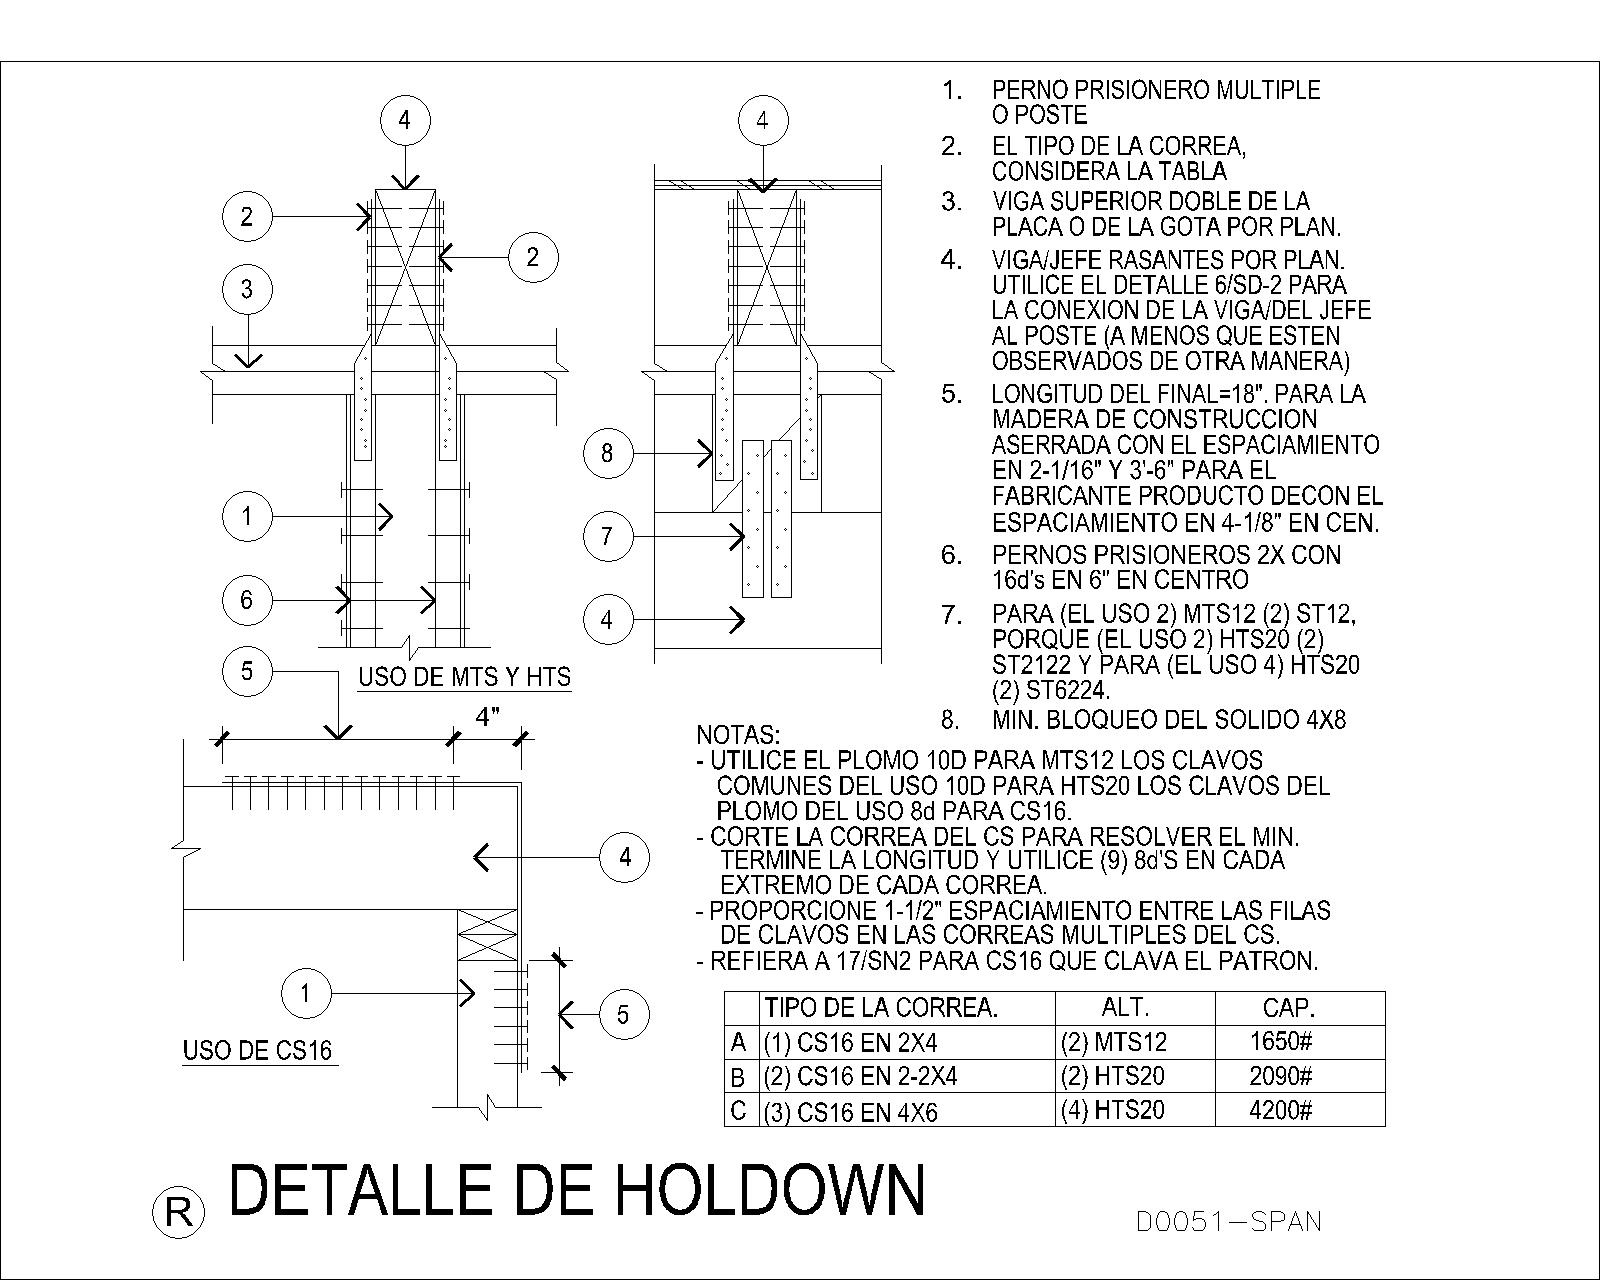 1. PERNO PRISIONERO MULTIPLE
O POSTE
2. EL TIPO DE LA CORREA,
CONSIDERA LA TABLA
3. VIGA SUPERIOR DOBLE DE LA
PLACA O DE LA GOTA POR PLAN.
4. VIGA/JEFE RASANTES POR PLAN.
UTILICE EL DETALLE 6/SD-2 PARA
LA CONEXION DE LA VIGA/DEL JEFE
AL POSTE (A MENOS QUE ESTEN
OBSERVADOS DE OTRA MANERA)
5. LONGITUD DEL FINAL=18". PARA LA
MADERA DE CONSTRUCCION
ASERRADA CON EL ESPACIAMIENTO
EN 2-1/16" Y 3'-6" PARA EL
FABRICANTE PRODUCTO DECON EL
ESPACIAMIENTO EN 4-1/8" EN CEN.
6. PERNOS PRISIONEROS 2X CON
16d's EN 6" EN CENTRO
7. PARA (EL USO 2) MTS12 (2) ST12,
PORQUE (EL USO 2) HTS20 (2)
ST2122 Y PARA (EL USO 4) HTS20
(2) ST6224.
8. MIN. BLOQUEO DEL SOLIDO 4X8
4
2
2
3
1
6
5
USO DE MTS Y HTS
4
8
7
4
4"
4
1
5
USO DE CS16
NOTAS:
- UTILICE EL PLOMO 10D PARA MTS12 LOS CLAVOS
COMUNES DEL USO 10D PARA HTS20 LOS CLAVOS DEL
PLOMO DEL USO 8d PARA CS16.
- CORTE LA CORREA DEL CS PARA RESOLVER EL MIN.
TERMINE LA LONGITUD Y UTILICE (9) 8d'S EN CADA
EXTREMO DE CADA CORREA.
- PROPORCIONE 1-1/2" ESPACIAMIENTO ENTRE LAS FILAS
DE CLAVOS EN LAS CORREAS MULTIPLES DEL CS.
- REFIERA A 17/SN2 PARA CS16 QUE CLAVA EL PATRON.
TIPO DE LA CORREA. ALT. CAP.
A (1) CS16 EN 2X4 (2) MTS12 1650#
B (2) CS16 EN 2-2X4 (2) HTS20 2090#
C (3) CS16 EN 4X6 (4) HTS20 4200#
R DETALLE DE HOLDOWN
D0051-SPAN